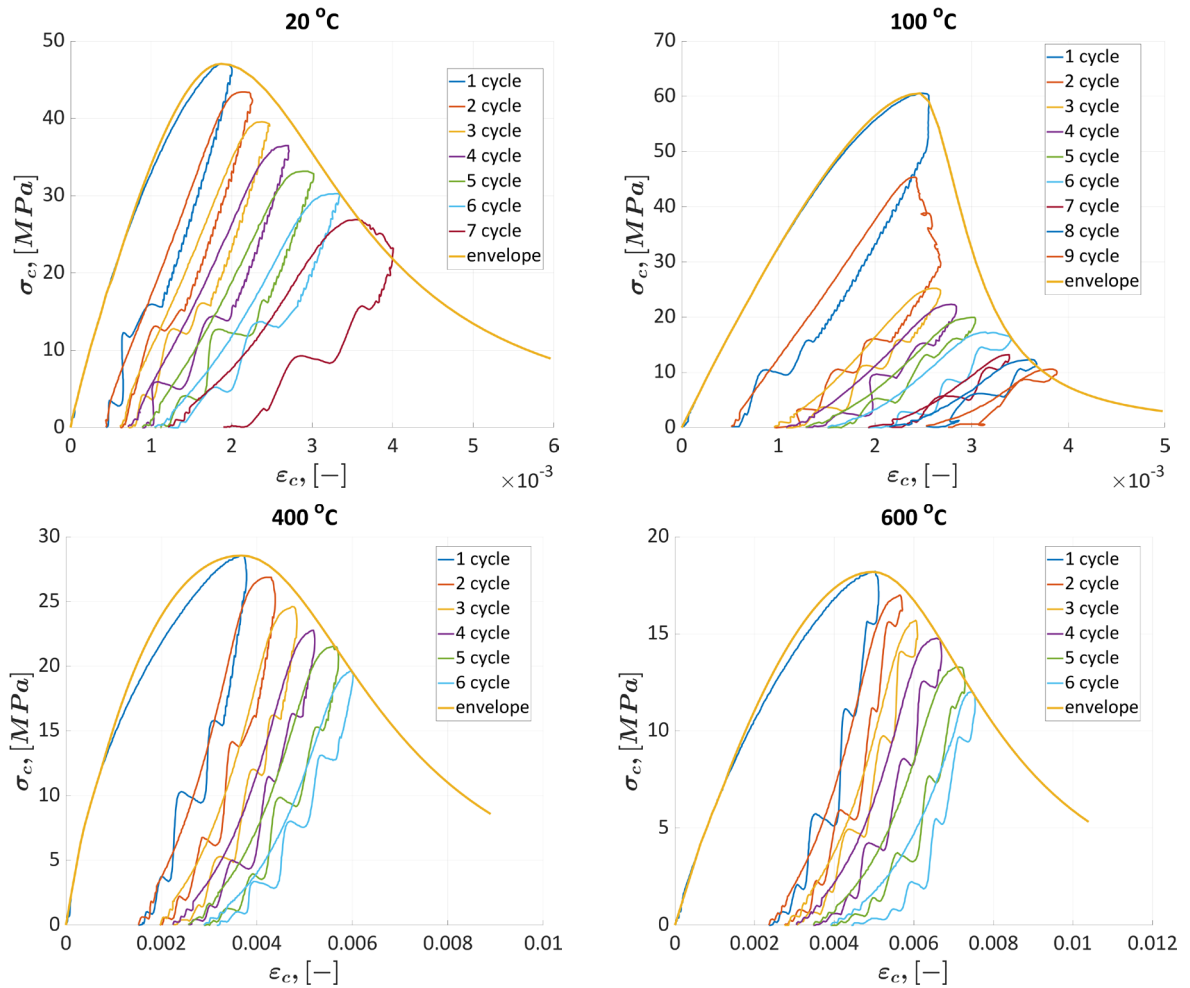 20 °C
50
40
30
20
10
0
σc, [MPa]
0
1
2
3
4
5
6
×10-3
εc, [−]
1 cycle
2 cycle
3 cycle
4 cycle
5 cycle
6 cycle
7 cycle
envelope
100 °C
70
60
50
40
30
20
10
0
σc, [MPa]
0
1
2
3
4
5
×10-3
εc, [−]
1 cycle
2 cycle
3 cycle
4 cycle
5 cycle
6 cycle
7 cycle
8 cycle
9 cycle
envelope
400 °C
30
25
20
15
10
5
0
σc, [MPa]
0
0.002
0.004
0.006
0.008
0.01
εc, [−]
1 cycle
2 cycle
3 cycle
4 cycle
5 cycle
6 cycle
envelope
600 °C
20
15
10
5
0
σc, [MPa]
0
0.002
0.004
0.006
0.008
0.01
0.012
εc, [−]
1 cycle
2 cycle
3 cycle
4 cycle
5 cycle
6 cycle
envelope